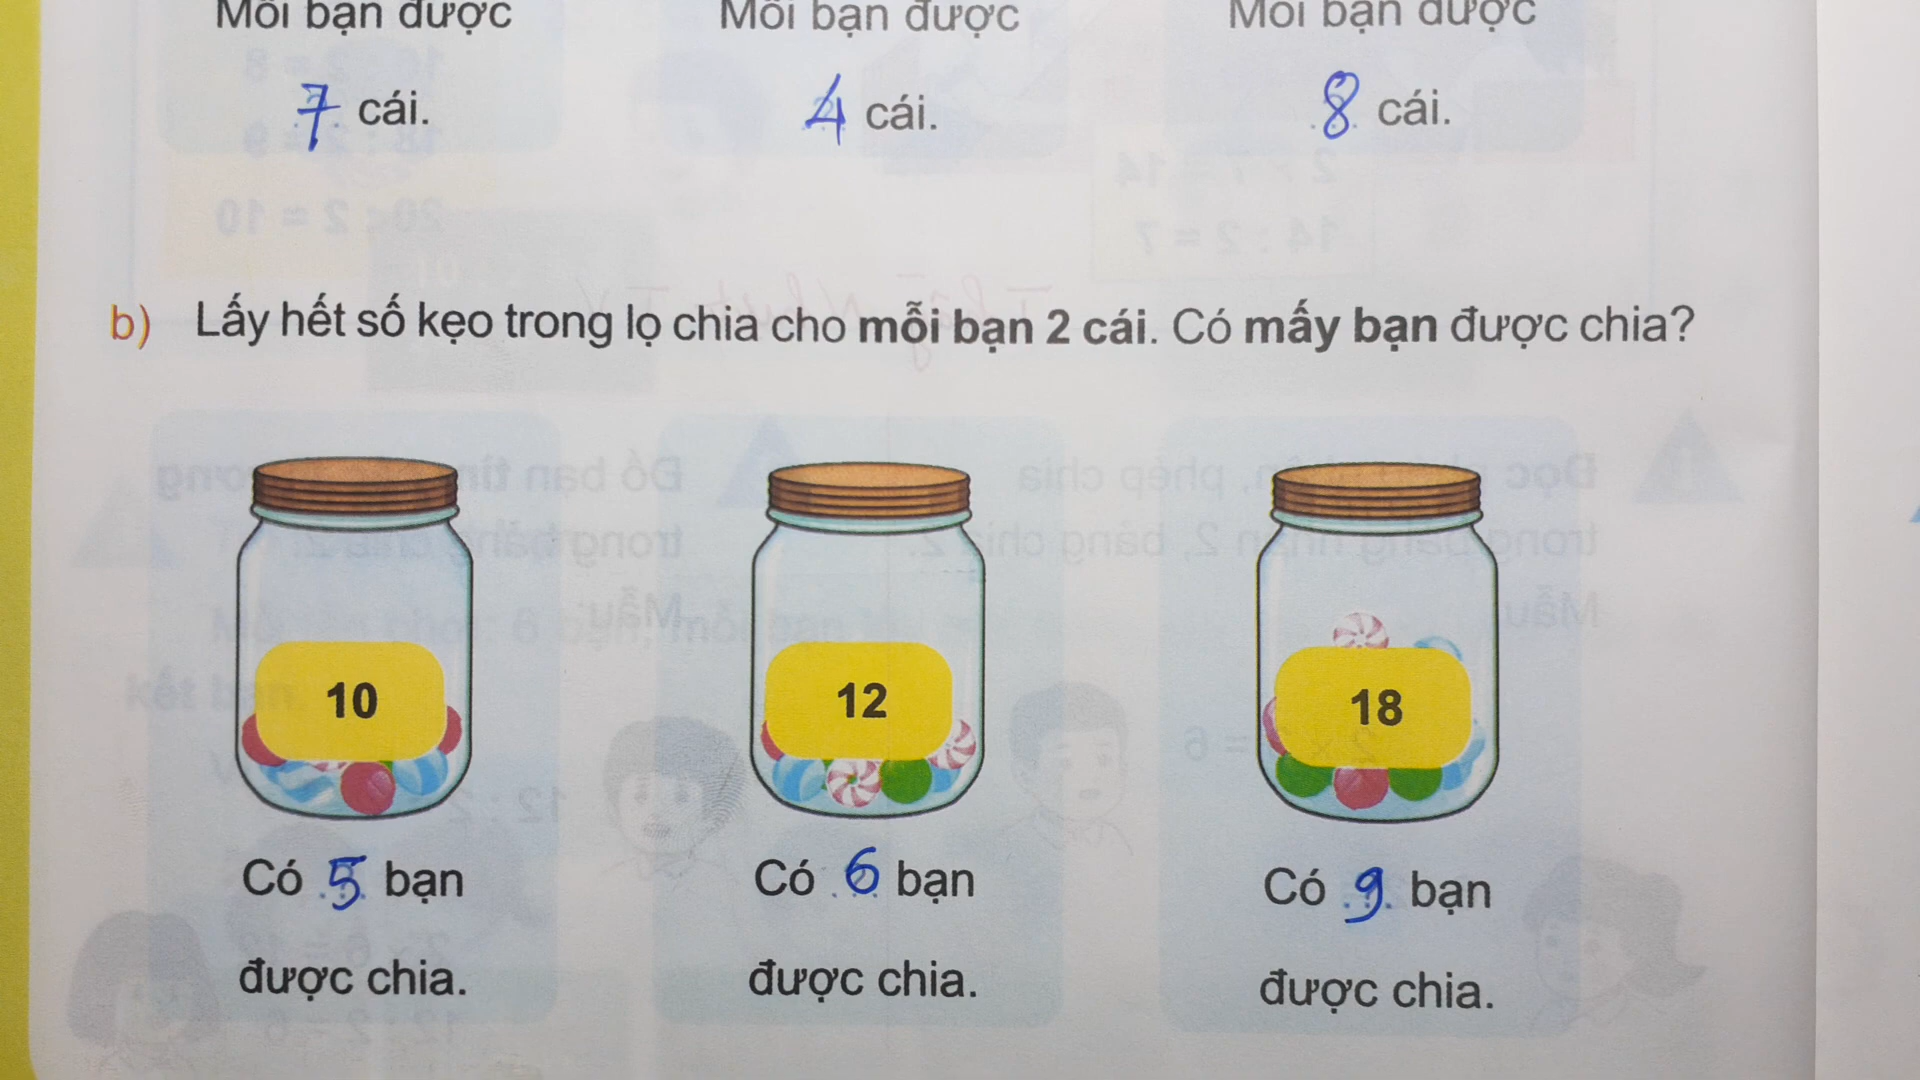 Mỗi bạn được Mỗi bạn được Mỗi bạn được
7 cái. 4 cái. 8 cái.
b) Lấy hết số kẹo trong lọ chia cho mỗi bạn 2 cái. Có mấy bạn được chia?
10 12 18
Có 5 bạn Có 6 bạn Có 9 bạn
được chia. được chia. được chia.